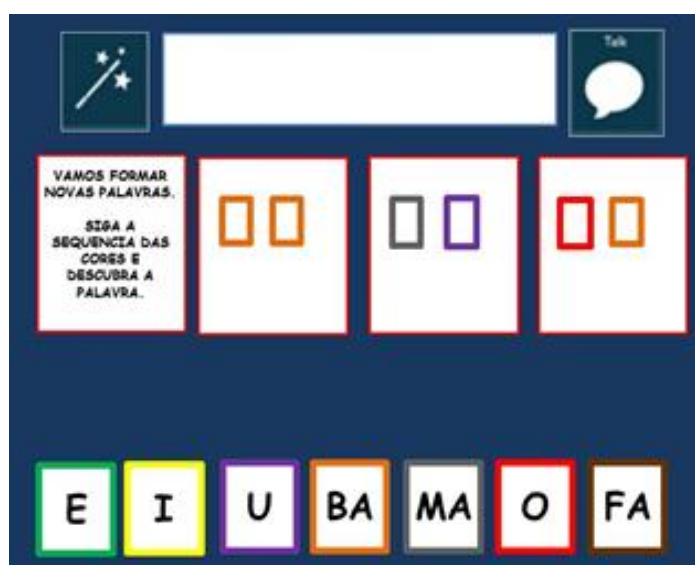 Talk
VAMOS FORMAR
NOVAS PALAVRAS.
SIGA A
SEQUENCIA DAS
CORES E
DESCUBRA A
PALAVRA.
E I U BA MA O FA